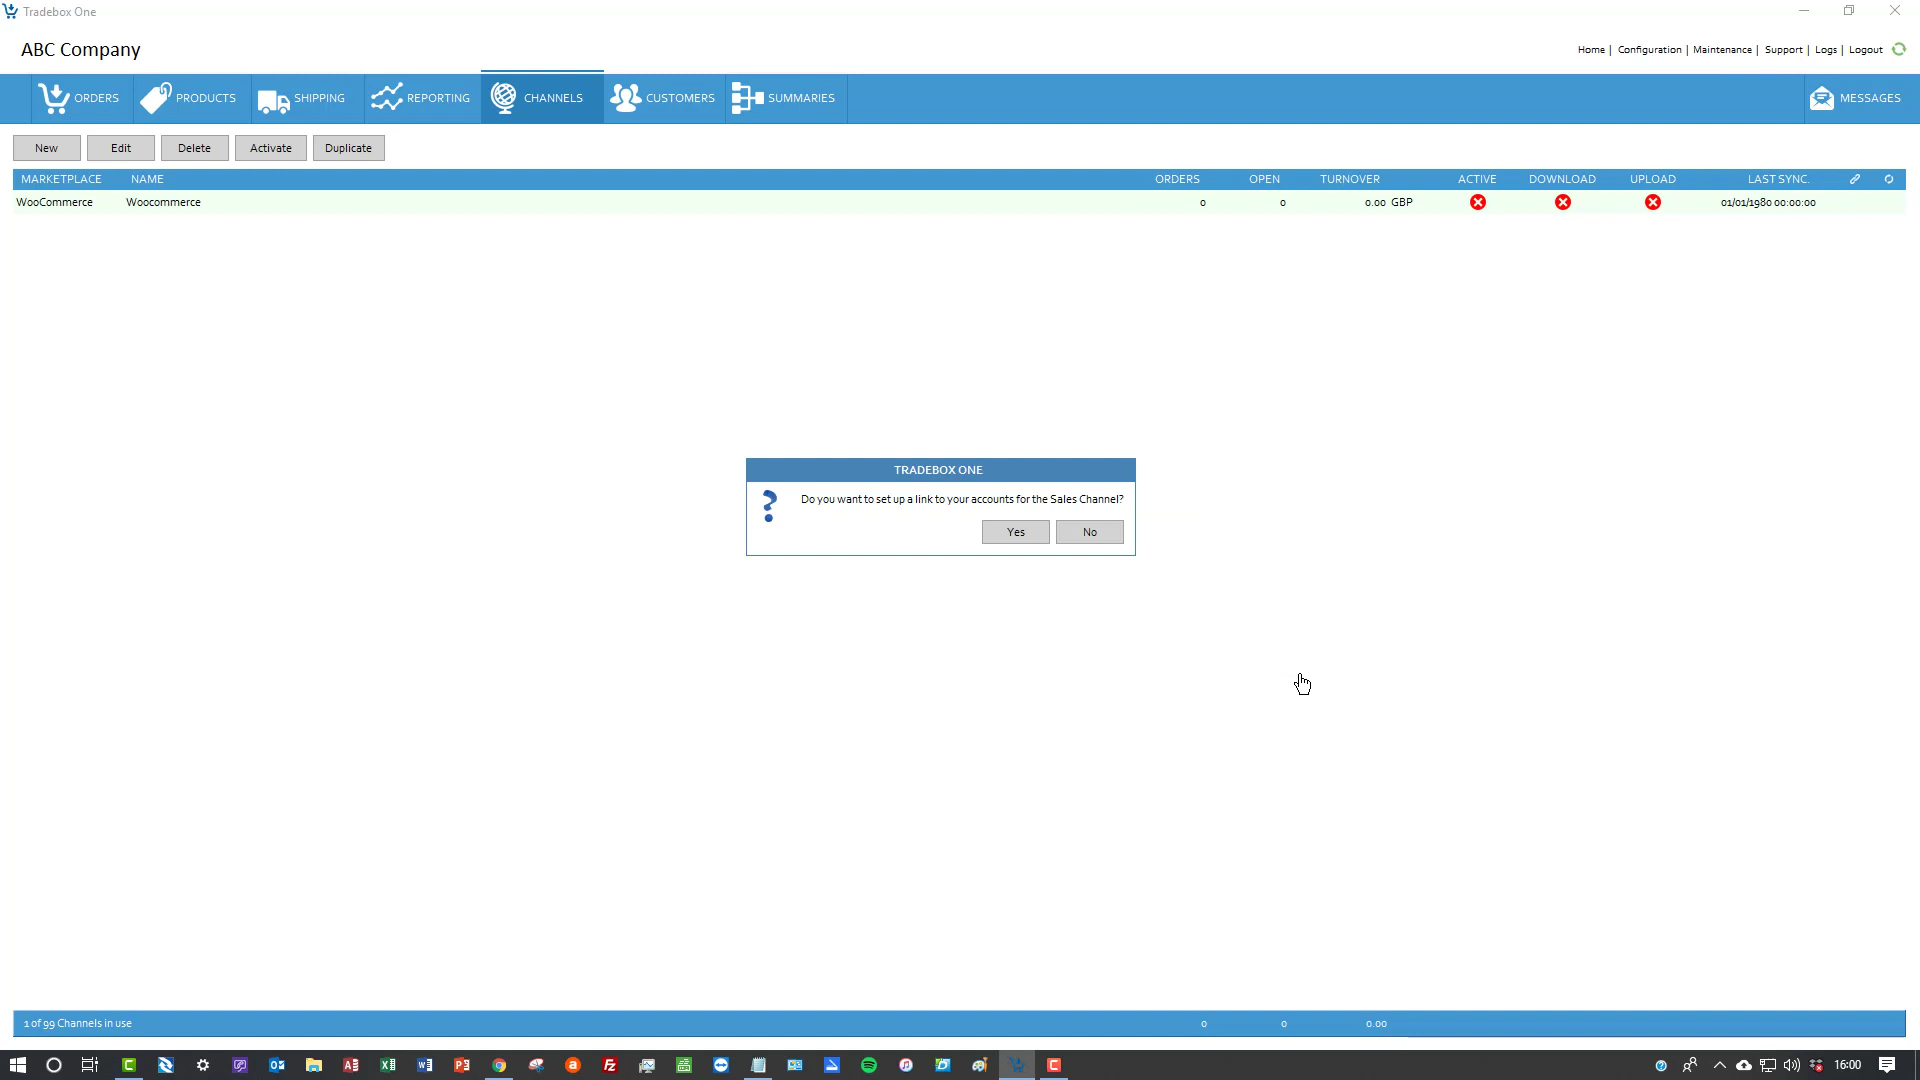 Tradebox One
ABC Company
Home | Configuration | Maintenance | Support | Logs | Logout
ORDERS PRODUCTS SHIPPING REPORTING CHANNELS CUSTOMERS SUMMARIES MESSAGES
New Edit Delete Activate Duplicate
MARKETPLACE NAME ORDERS OPEN TURNOVER ACTIVE DOWNLOAD UPLOAD LAST SYNC.
WooCommerce Woocommerce 0 0 0.00 GBP 01/01/1980 00:00:00
TRADEBOX ONE
Do you want to set up a link to your accounts for the Sales Channel?
Yes No
1 of 99 Channels in use 0 0 0.00
16:00